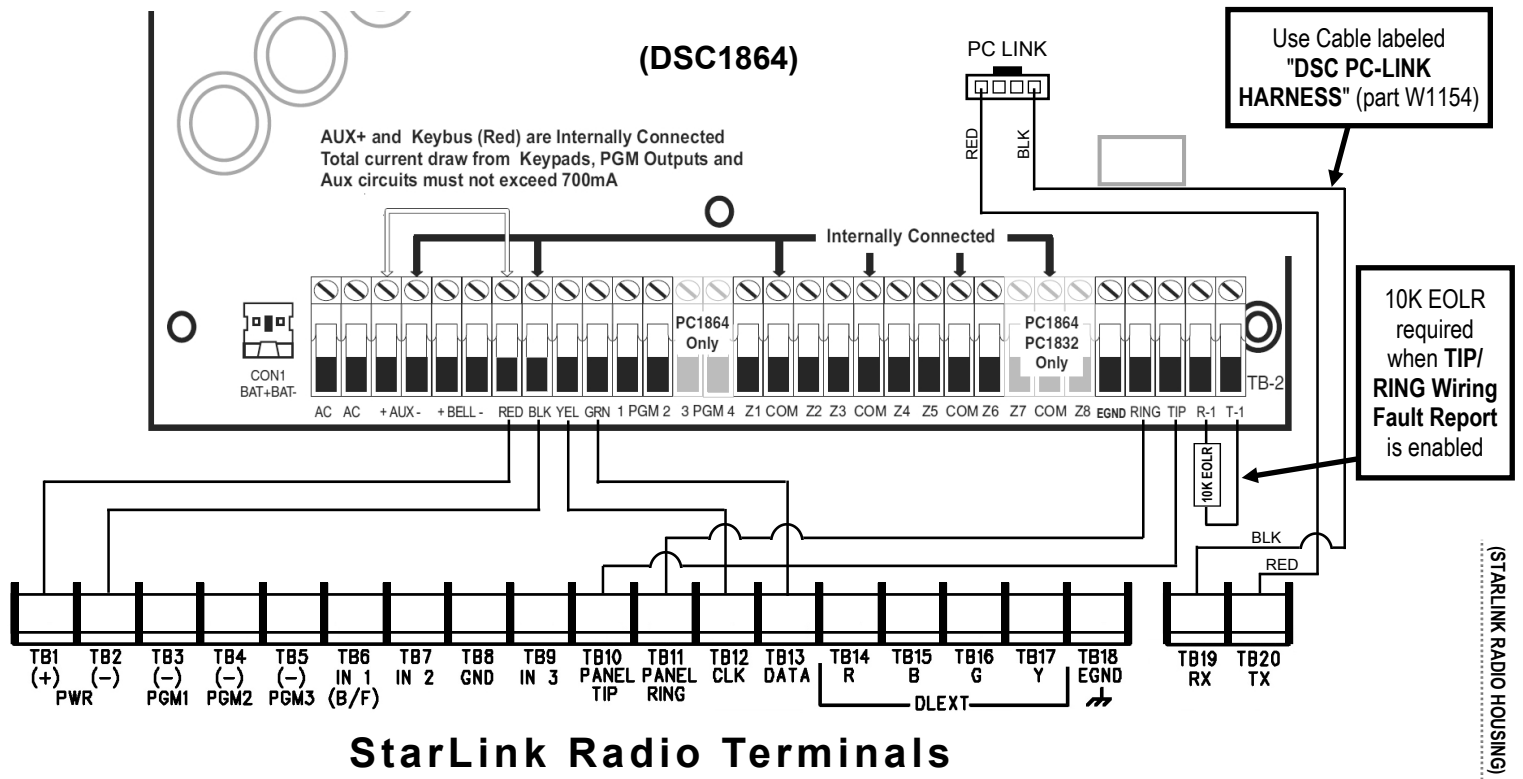 (DSC1864)
PC LINK
RED
BLK
Use Cable labeled
"DSC PC-LINK
HARNESS" (part W1154)
AUX+ and Keybus (Red) are Internally Connected
Total current draw from Keypads, PGM Outputs and
Aux circuits must not exceed 700mA
Internally Connected
CON1
BAT+BAT-
PC1864
Only
PC1864
PC1832
Only
TB-2
AC AC + AUX - + BELL - RED BLK YEL GRN 1 PGM 2 3 PGM 4 Z1 COM Z2 Z3 COM Z4 Z5 COM Z6 Z7 COM Z8 EGND RING TIP R-1 T-1
10K EOLR
required
when TIP/
RING Wiring
Fault Report
is enabled
10K EOLR
BLK
RED
TB1 TB2 TB3 TB4 TB5 TB6 TB7 TB8 TB9 TB10 TB11 TB12 TB13 TB14 TB15 TB16 TB17 TB18 TB19 TB20
(+) (-) (-) (-) (-) IN 1 IN 2 GND IN 3 PANEL PANEL CLK DATA R B G Y EGND RX TX
PWR PGM1 PGM2 PGM3 (B/F) TIP RING DLEXT
StarLink Radio Terminals
(STARLINK RADIO HOUSING)